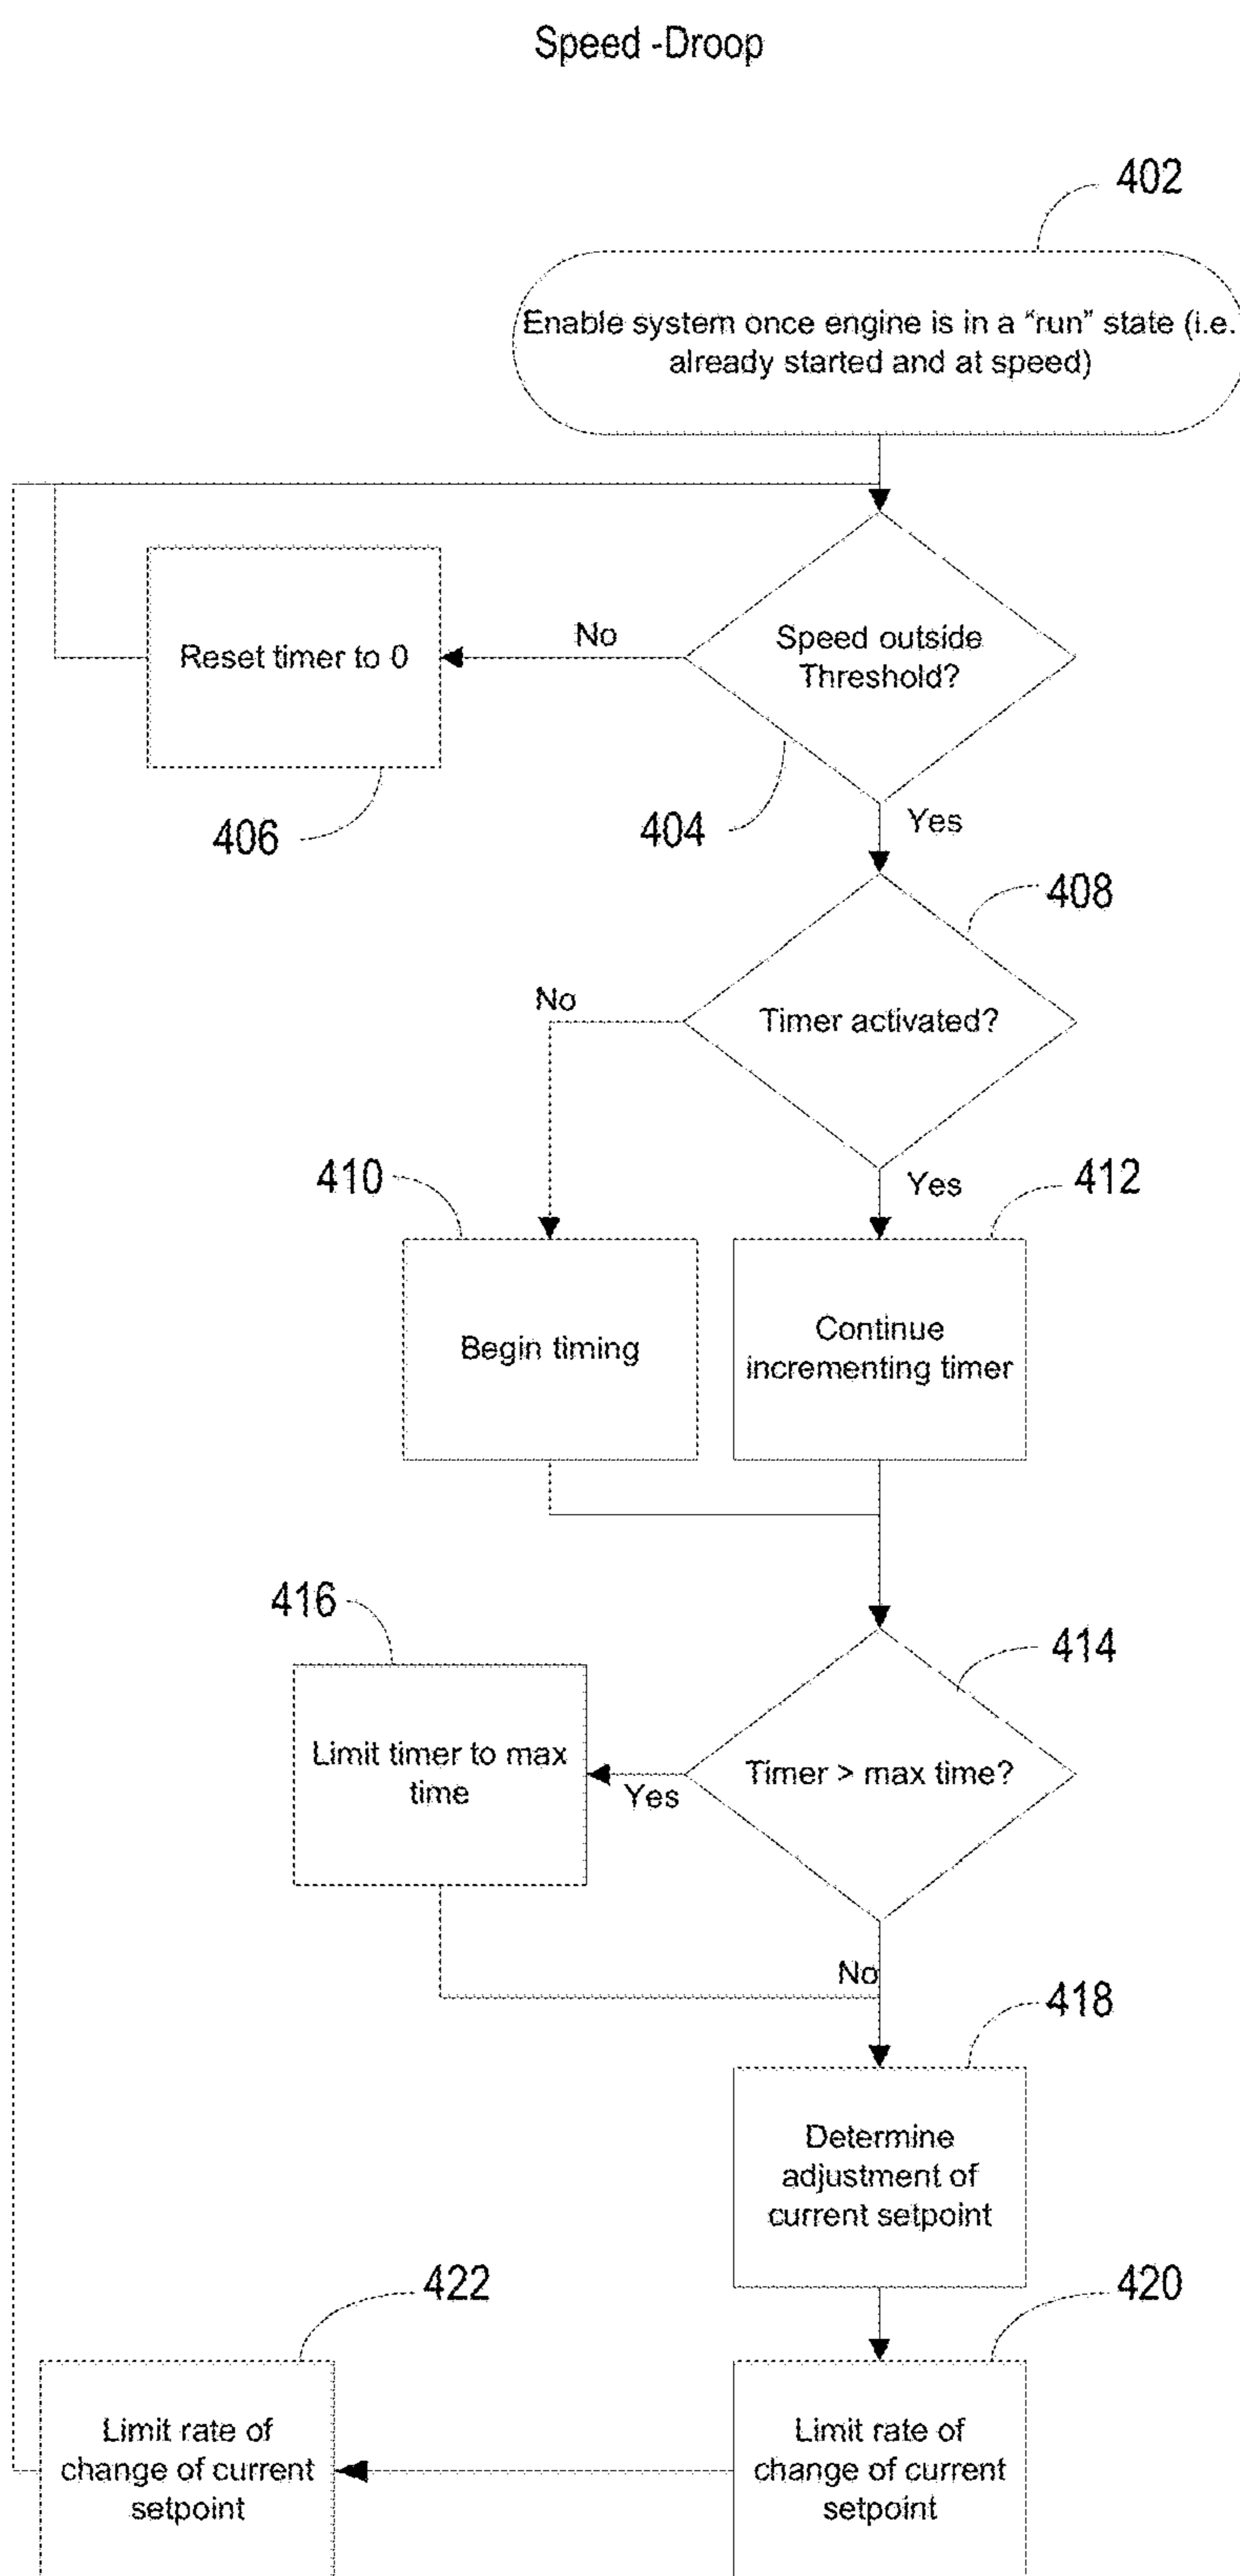 Speed -Droop
402
Enable system once engine is in a “run” state (i.e.
already started and at speed)
No
Speed outside
Threshold?
Reset timer to 0
406
404
Yes
408
No
Timer activated?
410
Yes
412
Begin timing
Continue
incrementing timer
416
414
Limit timer to max
time
Yes
Timer > max time?
No
418
Determine
adjustment of
current setpoint
422
420
Limit rate of
change of current
setpoint
Limit rate of
change of current
setpoint